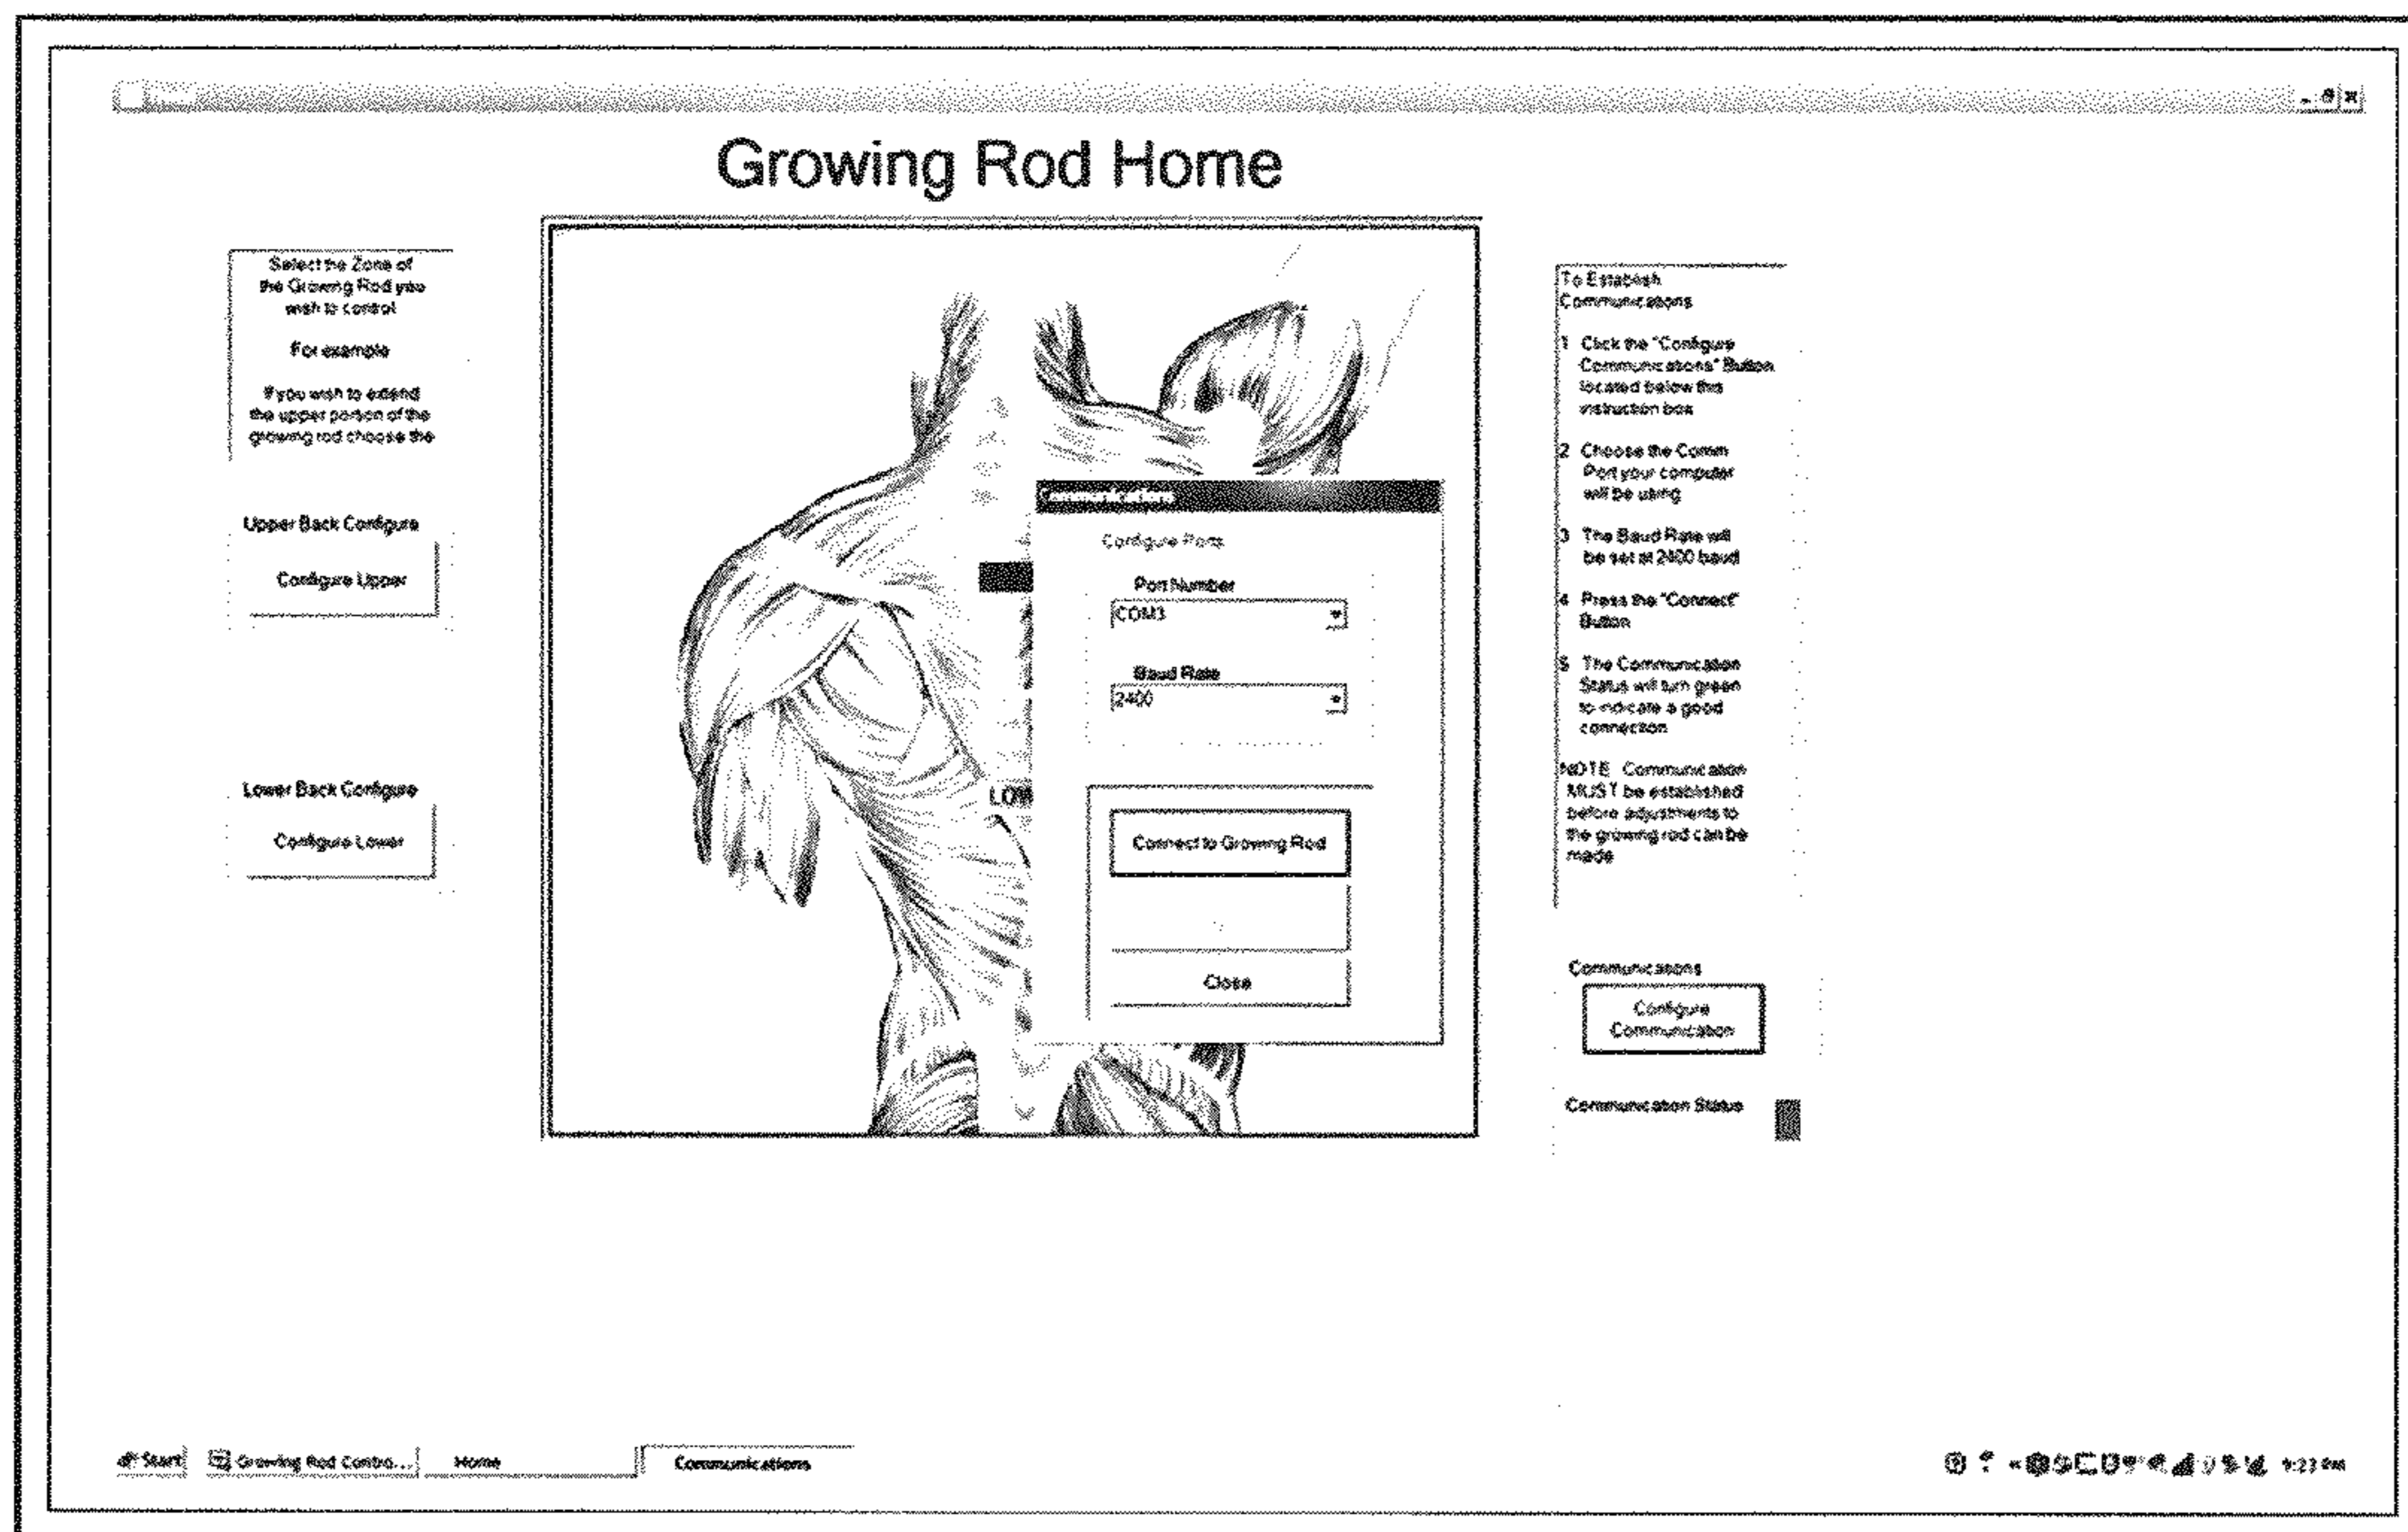 Growing Rod Home
Select the Zone of
the Growing Rod you
wish to control
For example
If you wish to extend
the upper portion of the
growing rod choose the
Upper Back Configure
Configure Upper
Lower Back Configure
Configure Lower
LOW
Communications
Configure Ports
Port Number
COM3
Baud Rate
2400
Connect to Growing Rod
Close
To Establish
Communications
1 Click the "Configure
Communications" Button
located below this
instruction box
2 Choose the Comm
Port your computer
will be using
3 The Baud Rate will
be set at 2400 baud
4 Press the "Connect"
Button
5 The Communication
Status will turn green
to indicate a good
connection
NOTE Communication
MUST be established
before adjustments to
the growing rod can be
made
Communications
Configure
Communication
Communication Status
Start
Growing Rod Contro...
Home
Communications
9:23 PM